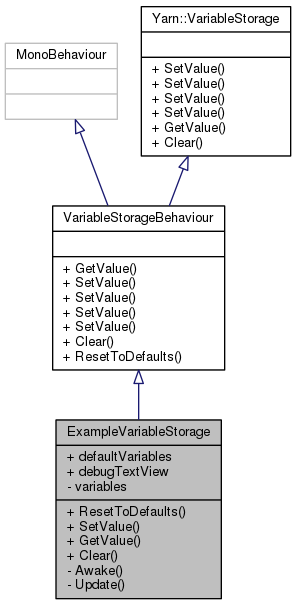 Yarn::VariableStorage
+ SetValue()
+ SetValue()
+ SetValue()
+ SetValue()
+ GetValue()
+ Clear()
MonoBehaviour
VariableStorageBehaviour
+ GetValue()
+ SetValue()
+ SetValue()
+ SetValue()
+ SetValue()
+ Clear()
+ ResetToDefaults()
ExampleVariableStorage
+ defaultVariables
+ debugTextView
- variables
+ ResetToDefaults()
+ SetValue()
+ GetValue()
+ Clear()
- Awake()
- Update()